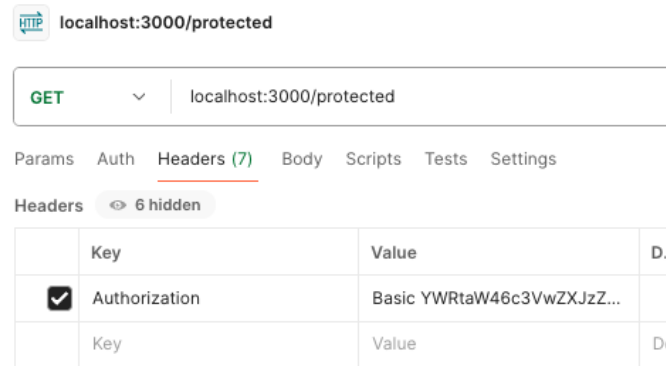 HTTP localhost:3000/protected
GET localhost:3000/protected
Params Auth Headers (7) Body Scripts Tests Settings
Headers 6 hidden
Key Value D.
Authorization Basic YWRtaW46c3VwZXJzZ...
Key Value D